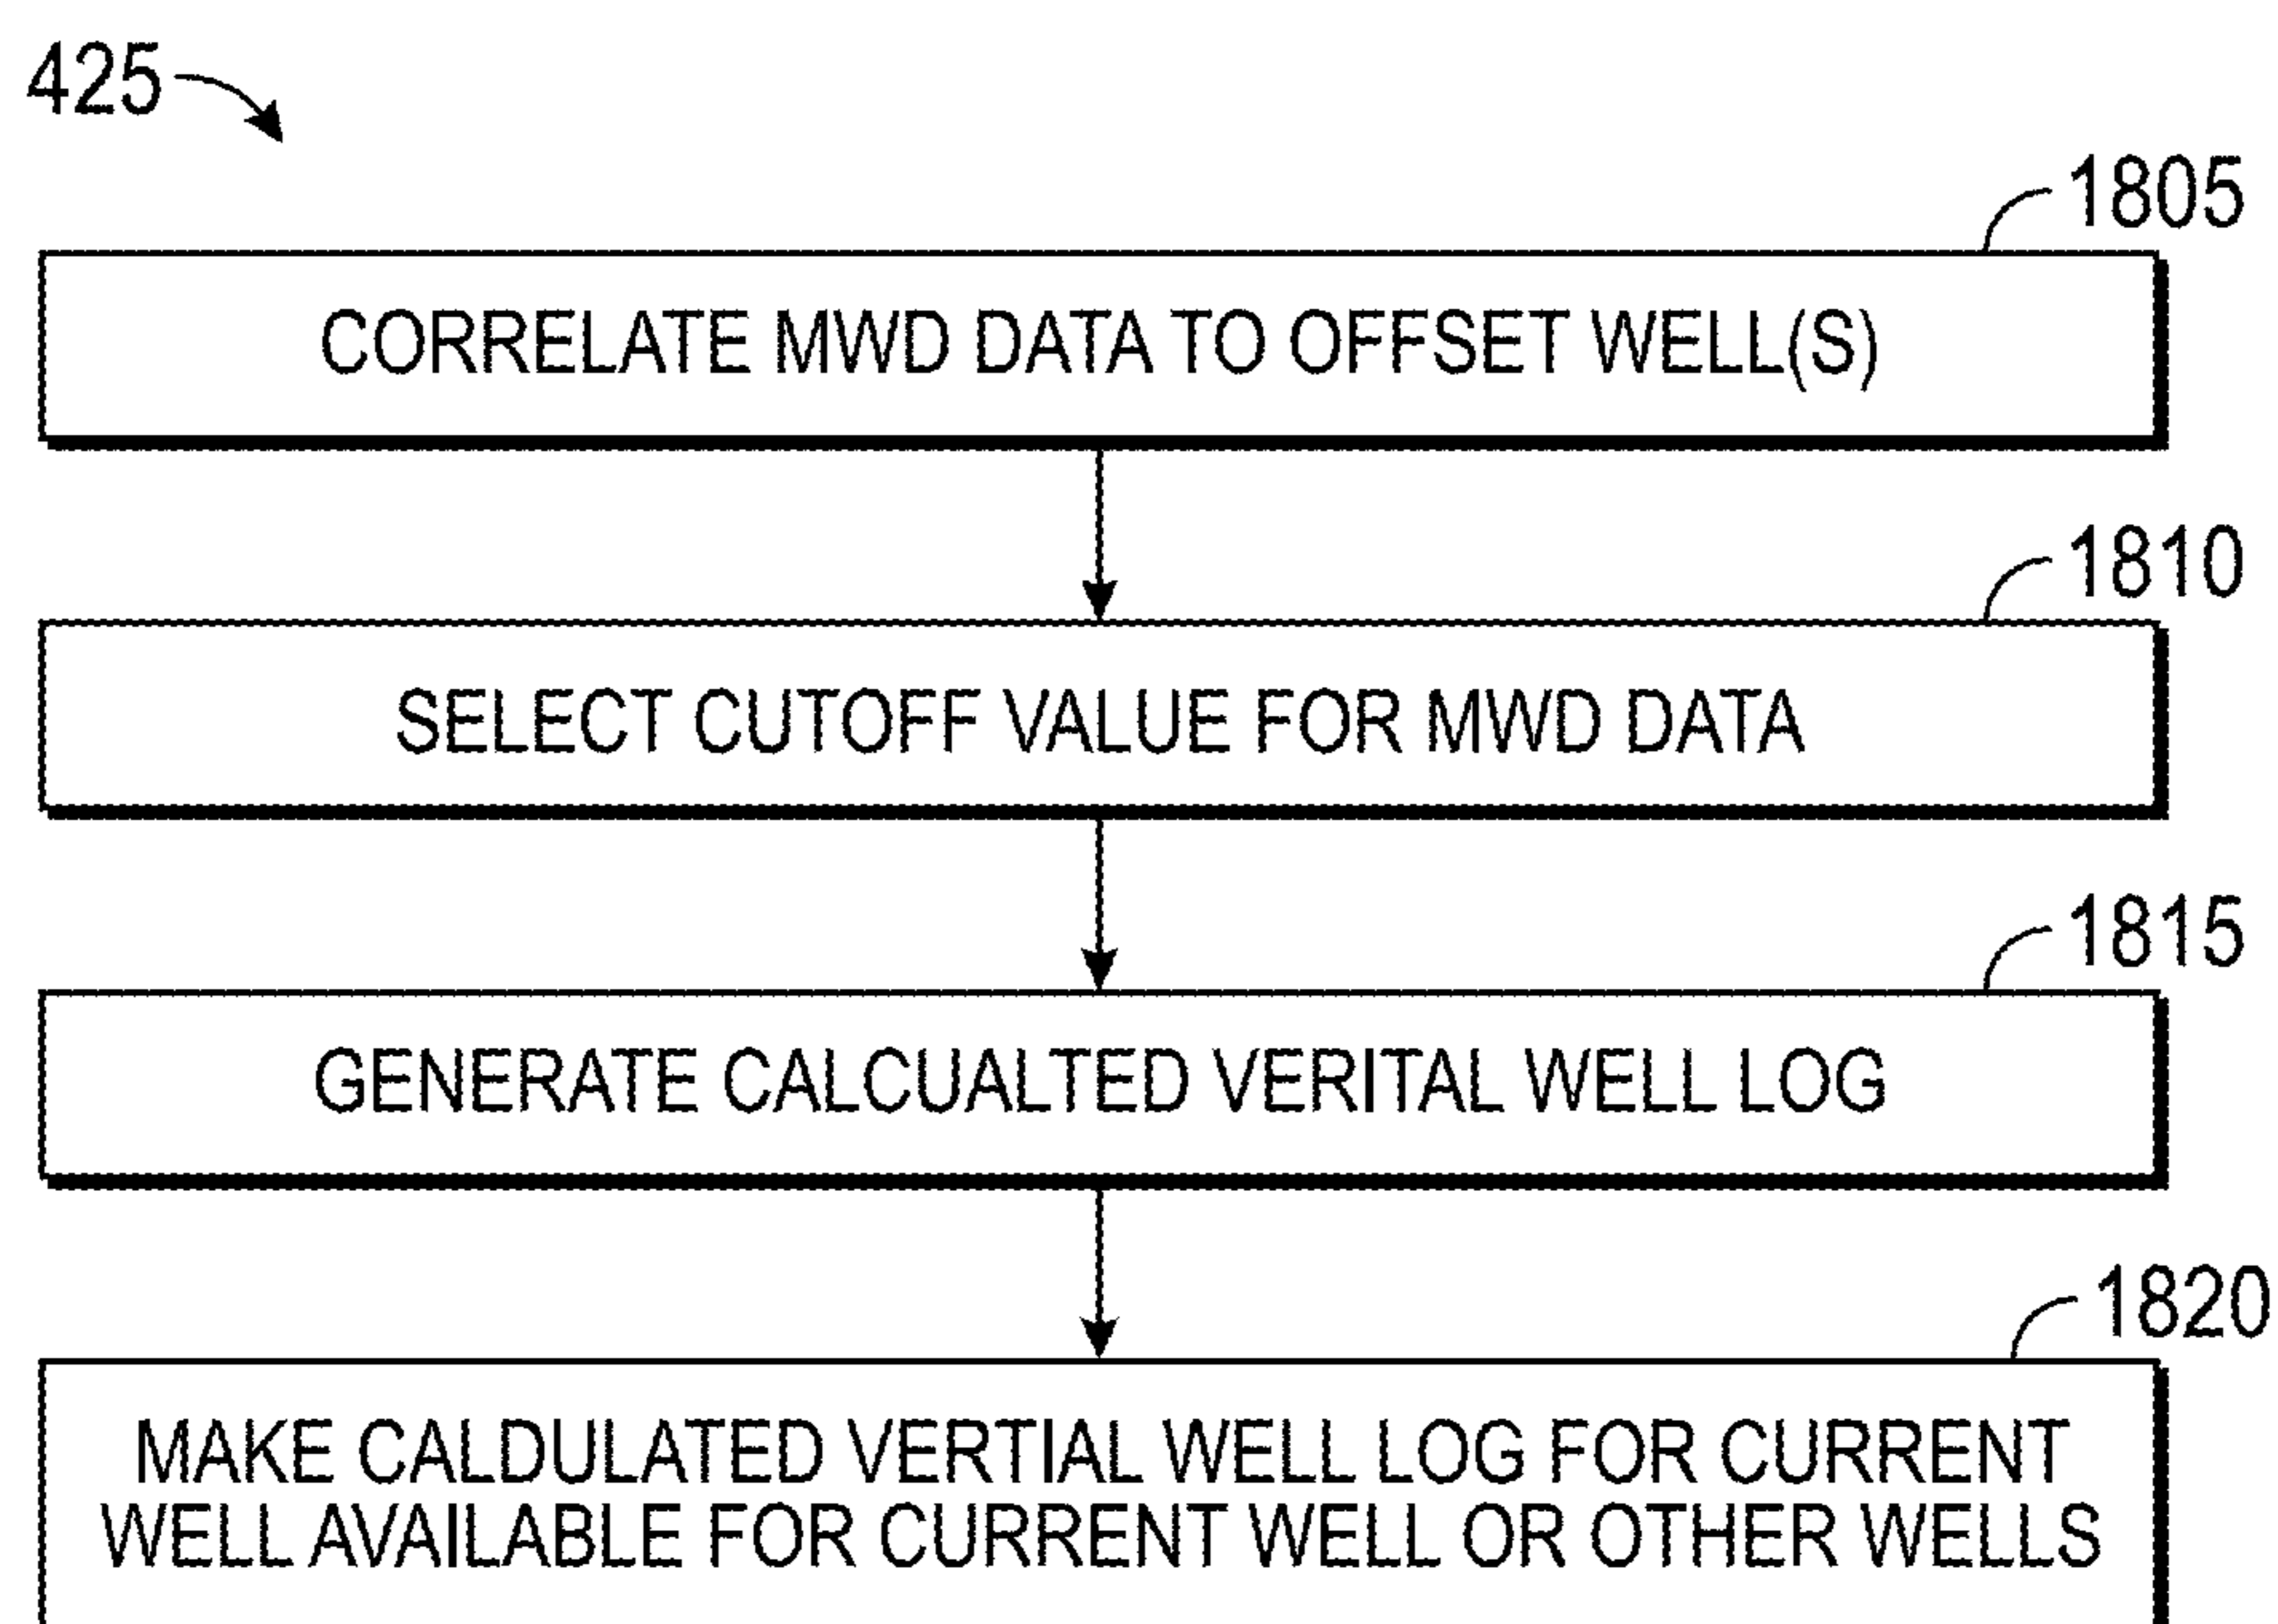 425
1805
CORRELATE MWD DATA TO OFFSET WELL(S)
1810
SELECT CUTOFF VALUE FOR MWD DATA
1815
GENERATE CALCUALTED VERITAL WELL LOG
1820
MAKE CALDULATED VERTIAL WELL LOG FOR CURRENT
WELL AVAILABLE FOR CURRENT WELL OR OTHER WELLS